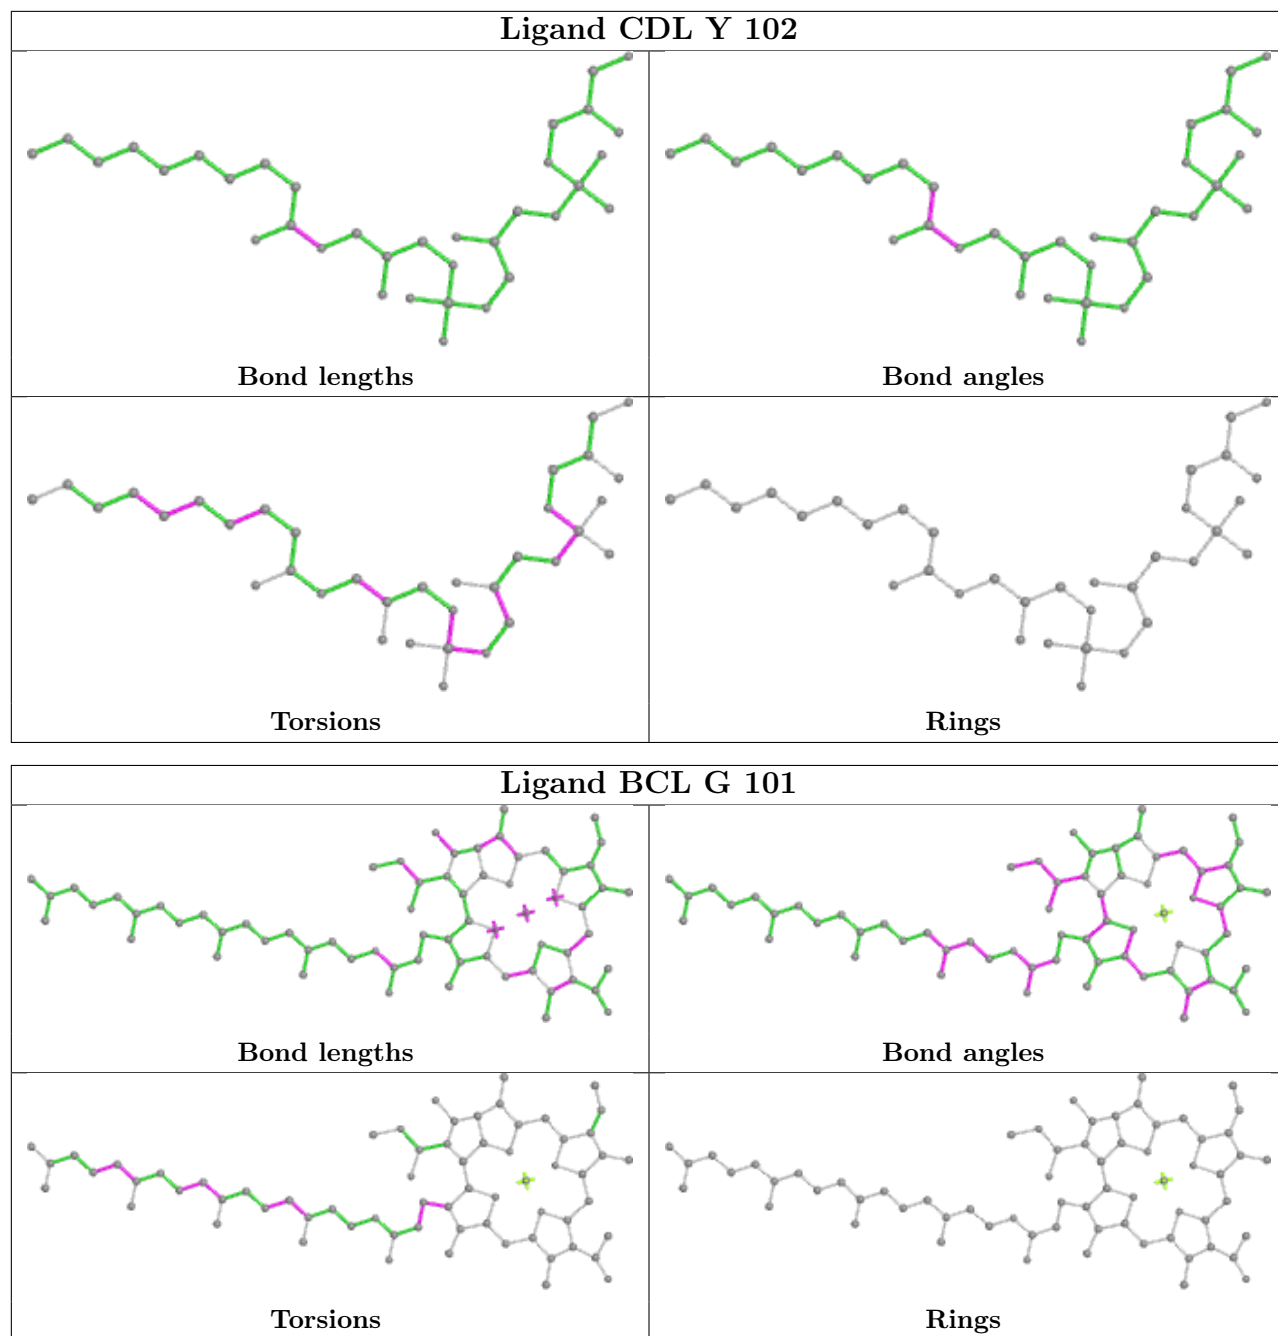 Ligand CDL Y 102
Bond lengths
Bond angles
Torsions
Rings
Ligand BCL G 101
Bond lengths
Bond angles
Torsions
Rings